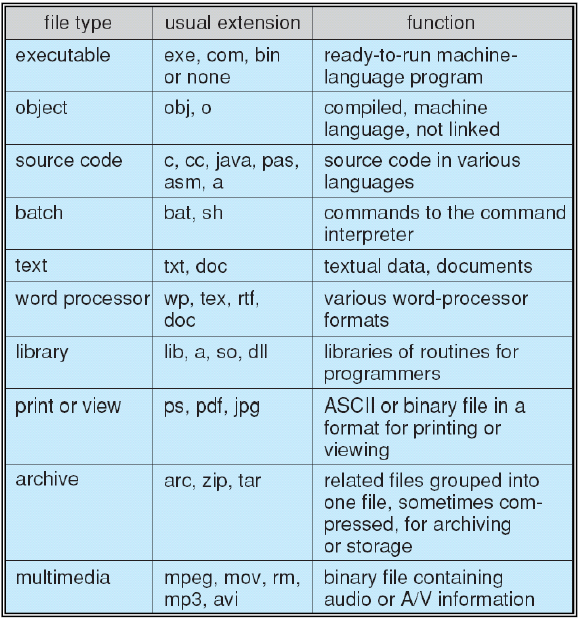 file type usual extension function
executable exe, com, bin ready-to-run machine-
or none language program
object obj, o compiled, machine
language, not linked
source code c, cc, java, pas, source code in various
asm, a languages
batch bat, sh commands to the command
interpreter
text txt, doc textual data, documents
word processor wp, tex, rtf, various word-processor
doc formats
library lib, a, so, dll libraries of routines for
programmers
print or view ps, pdf, jpg ASCII or binary file in a
format for printing or
viewing
archive arc, zip, tar related files grouped into
one file, sometimes com-
pressed, for archiving
or storage
multimedia mpeg, mov, rm, binary file containing
mp3, avi audio or A/V information